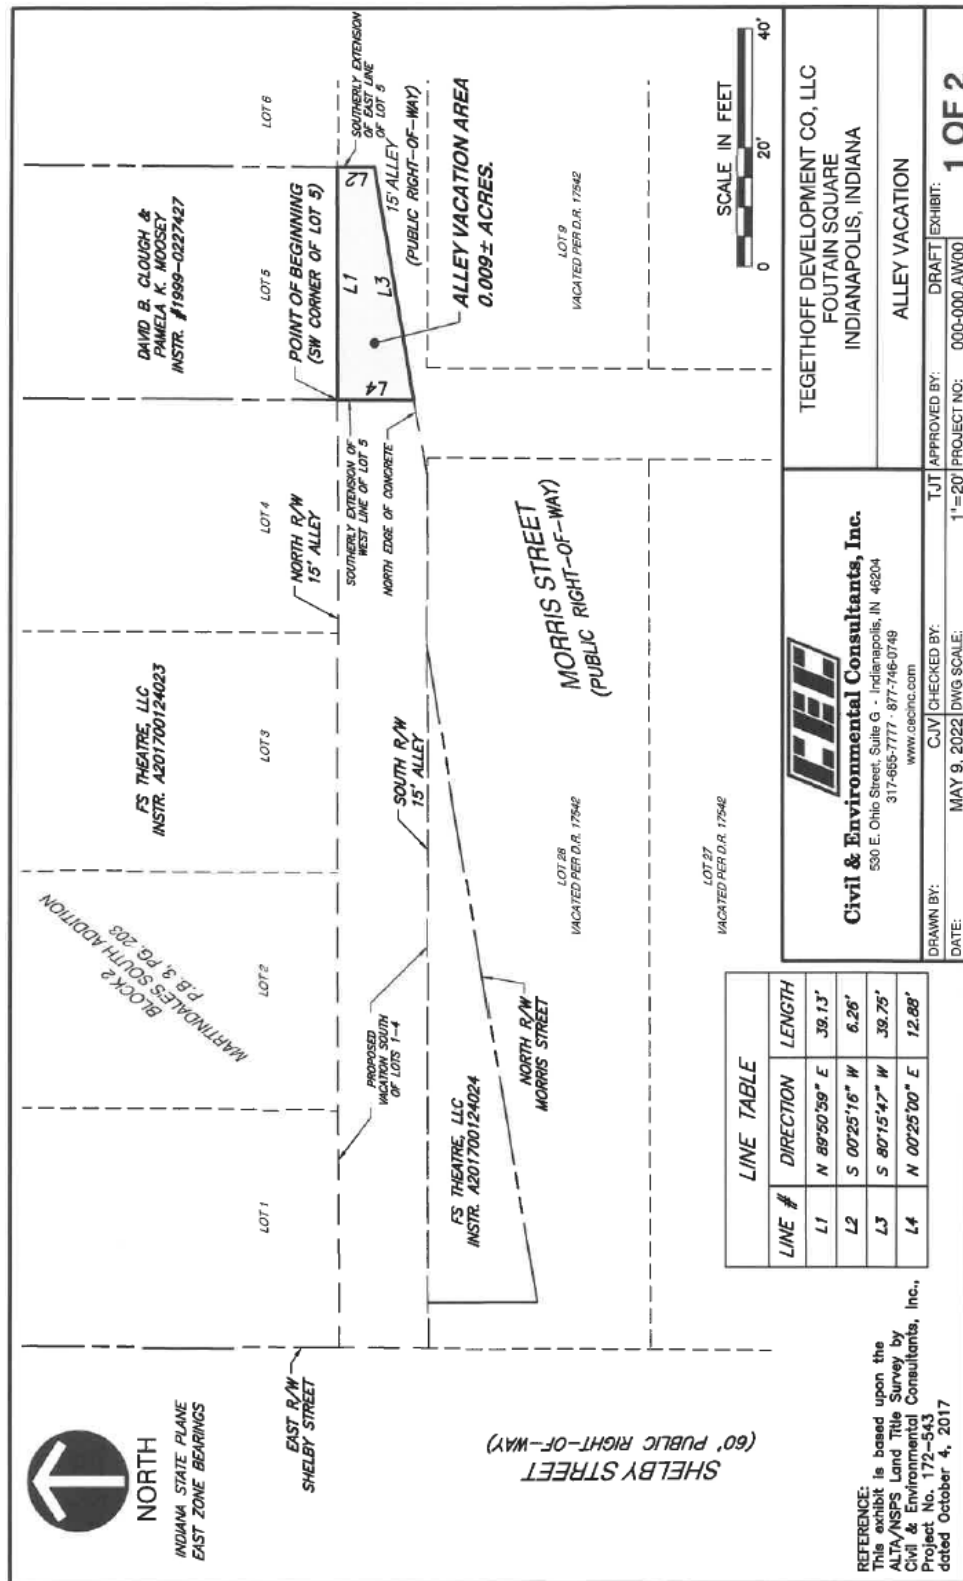 NORTH
INDIANA STATE PLANE
EAST ZONE BEARINGS
EAST R/W
SHELBY STREET
SHELBY STREET
(60' PUBLIC RIGHT-OF-WAY)
BLOCK 2
MARTINDALE'S SOUTH ADDITION
P.B. 3, PG. 203
LOT 1
LOT 2
LOT 3
LOT 4
LOT 5
LOT 6
FS THEATRE, LLC
INSTR. A201700124023
DAVID B. CLOUGH &
PAMELA K. MOOSEY
INSTR. #1999-0227427
POINT OF BEGINNING
(SW CORNER OF LOT 5)
NORTH R/W
15' ALLEY
SOUTHERLY EXTENSION OF
WEST LINE OF LOT 5
NORTH EDGE OF CONCRETE
SOUTHERLY EXTENSION
OF EAST LINE
OF LOT 5
15' ALLEY
(PUBLIC RIGHT-OF-WAY)
L1
L2
L3
L4
ALLEY VACATION AREA
0.009± ACRES.
PROPOSED
VACATION SOUTH
OF LOTS 1-4
SOUTH R/W
15' ALLEY
FS THEATRE, LLC
INSTR. A201700124024
NORTH R/W
MORRIS STREET
MORRIS STREET
(PUBLIC RIGHT-OF-WAY)
LOT 28
VACATED PER D.R. 17542
LOT 27
VACATED PER D.R. 17542
LOT 9
VACATED PER D.R. 17542
SCALE IN FEET
0 20' 40'
LINE TABLE
LINE # DIRECTION LENGTH
L1 N 89°50'59" E 39.13'
L2 S 00°25'16" W 6.26'
L3 S 80°15'47" W 39.75'
L4 N 00°25'00" E 12.88'
REFERENCE:
This exhibit is based upon the
ALTA/NSPS Land Title Survey by
Civil & Environmental Consultants, Inc.,
Project No. 172-543
dated October 4, 2017
CEC
Civil & Environmental Consultants, Inc.
530 E. Ohio Street, Suite G - Indianapolis, IN 46204
317-655-7777 · 877-746-0749
www.cecinc.com
TEGETHOFF DEVELOPMENT CO, LLC
FOUTAIN SQUARE
INDIANAPOLIS, INDIANA
ALLEY VACATION
DRAWN BY: CJV CHECKED BY: TJT APPROVED BY: DRAFT EXHIBIT:
DATE: MAY 9, 2022 DWG SCALE: 1"=20' PROJECT NO: 000-000.AW00
1 OF 2